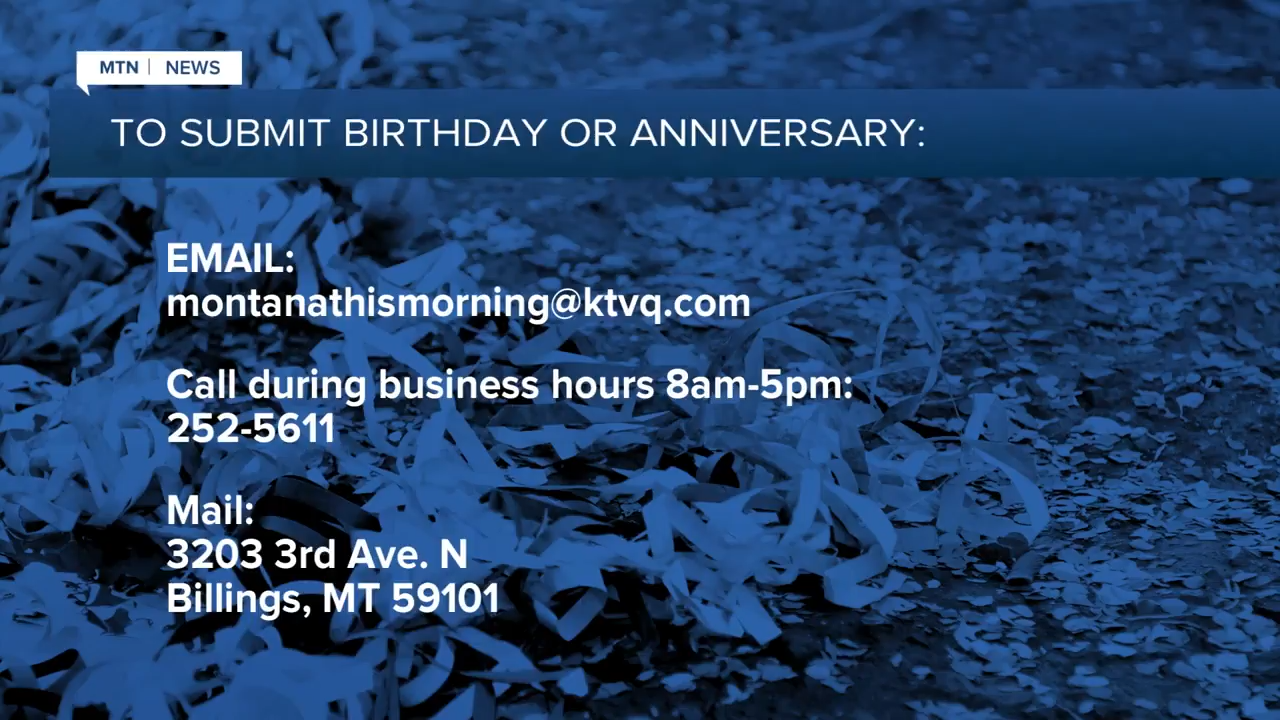 MTN | NEWS
TO SUBMIT BIRTHDAY OR ANNIVERSARY:
EMAIL:
montanathismorning@ktvq.com
Call during business hours 8am-5pm:
252-5611
Mail:
3203 3rd Ave. N
Billings, MT 59101